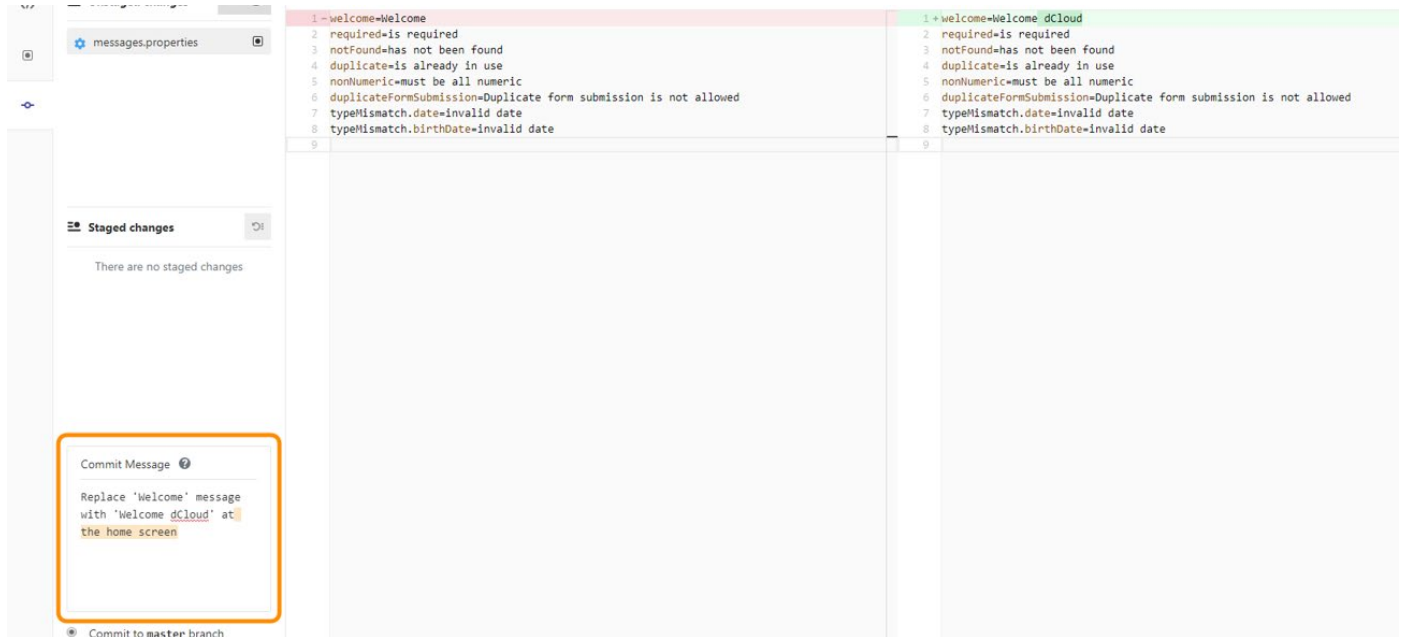 Unstaged changes
messages.properties
Staged changes
There are no staged changes
Commit Message
Replace 'Welcome' message
with 'Welcome dCloud' at
the home screen
Commit to master branch
1 - welcome=Welcome
2 required=is required
3 notFound=has not been found
4 duplicate=is already in use
5 nonNumeric=must be all numeric
6 duplicateFormSubmission=Duplicate form submission is not allowed
7 typeMismatch.date=invalid date
8 typeMismatch.birthDate=invalid date
9
1 + welcome=Welcome dCloud
2 required=is required
3 notFound=has not been found
4 duplicate=is already in use
5 nonNumeric=must be all numeric
6 duplicateFormSubmission=Duplicate form submission is not allowed
7 typeMismatch.date=invalid date
8 typeMismatch.birthDate=invalid date
9